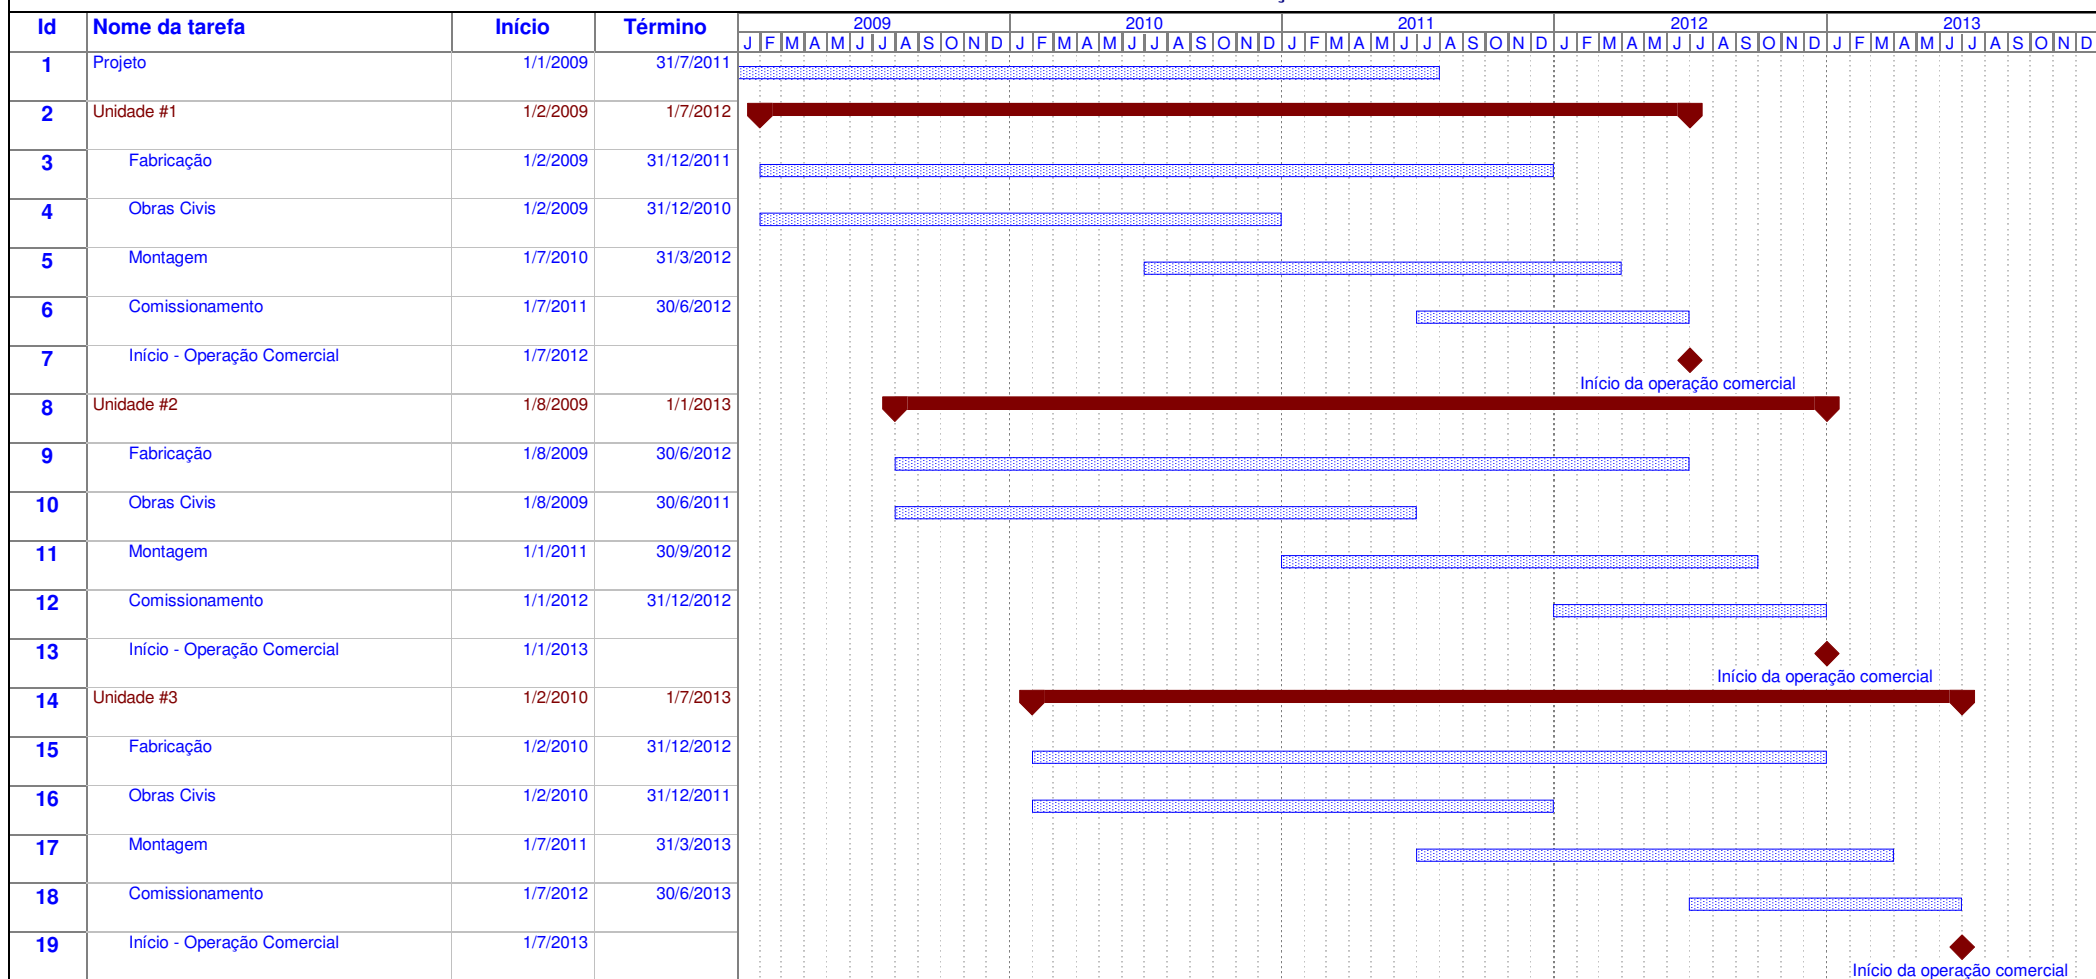 2009 2010 2011 2012 2013
Id Nome da tarefa Início Término
J F M A M J J A S O N D J F M A M J J A S O N D J F M A M J J A S O N D J F M A M J J A S O N D J F M A M J J A S O N D
1 Projeto 1/1/2009 31/7/2011
2 Unidade #1 1/2/2009 1/7/2012
3 Fabricação 1/2/2009 31/12/2011
4 Obras Civis 1/2/2009 31/12/2010
5 Montagem 1/7/2010 31/3/2012
6 Comissionamento 1/7/2011 30/6/2012
7 Início - Operação Comercial 1/7/2012
Início da operação comercial
8 Unidade #2 1/8/2009 1/1/2013
9 Fabricação 1/8/2009 30/6/2012
10 Obras Civis 1/8/2009 30/6/2011
11 Montagem 1/1/2011 30/9/2012
12 Comissionamento 1/1/2012 31/12/2012
13 Início - Operação Comercial 1/1/2013
Início da operação comercial
14 Unidade #3 1/2/2010 1/7/2013
15 Fabricação 1/2/2010 31/12/2012
16 Obras Civis 1/2/2010 31/12/2011
17 Montagem 1/7/2011 31/3/2013
18 Comissionamento 1/7/2012 30/6/2013
19 Início - Operação Comercial 1/7/2013
Início da operação comercial